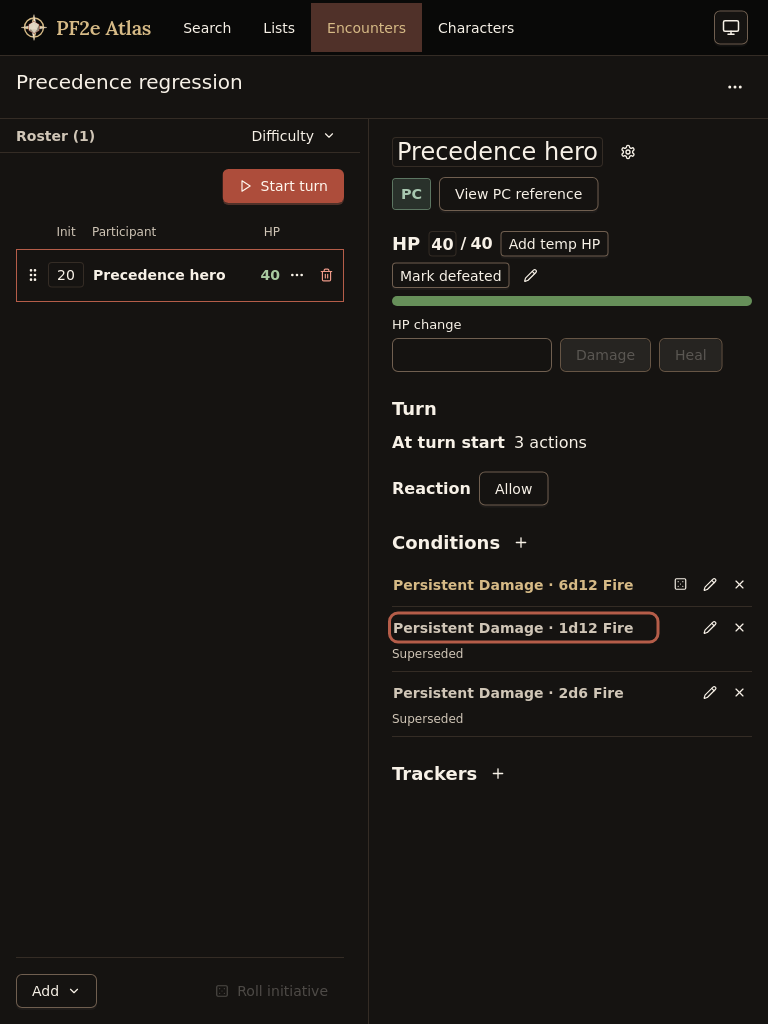 PF2e Atlas Search Lists Encounters Characters
Precedence regression
Roster (1) Difficulty
Start turn
Init Participant HP
20 Precedence hero 40
Add Roll initiative
Precedence hero
PC View PC reference
HP 40 / 40 Add temp HP
Mark defeated
HP change
Damage Heal
Turn
At turn start 3 actions
Reaction Allow
Conditions
Persistent Damage · 6d12 Fire
Persistent Damage · 1d12 Fire
Superseded
Persistent Damage · 2d6 Fire
Superseded
Trackers